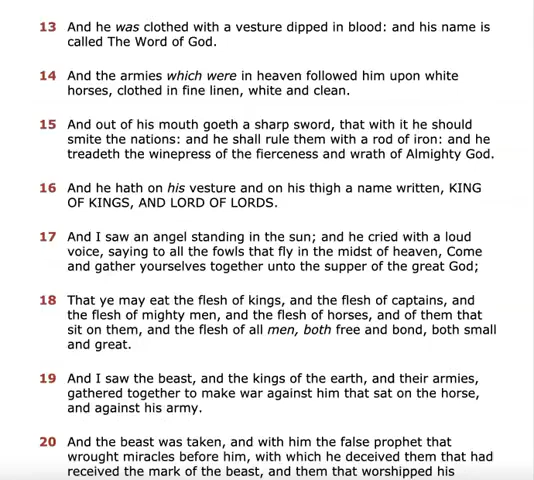 13 And he was clothed with a vesture dipped in blood: and his name is
called The Word of God.
14 And the armies which were in heaven followed him upon white
horses, clothed in fine linen, white and clean.
15 And out of his mouth goeth a sharp sword, that with it he should
smite the nations: and he shall rule them with a rod of iron: and he
treadeth the winepress of the fierceness and wrath of Almighty God.
16 And he hath on his vesture and on his thigh a name written, KING
OF KINGS, AND LORD OF LORDS.
17 And I saw an angel standing in the sun; and he cried with a loud
voice, saying to all the fowls that fly in the midst of heaven, Come
and gather yourselves together unto the supper of the great God;
18 That ye may eat the flesh of kings, and the flesh of captains, and
the flesh of mighty men, and the flesh of horses, and of them that
sit on them, and the flesh of all men, both free and bond, both small
and great.
19 And I saw the beast, and the kings of the earth, and their armies,
gathered together to make war against him that sat on the horse,
and against his army.
20 And the beast was taken, and with him the false prophet that
wrought miracles before him, with which he deceived them that had
received the mark of the beast, and them that worshipped his